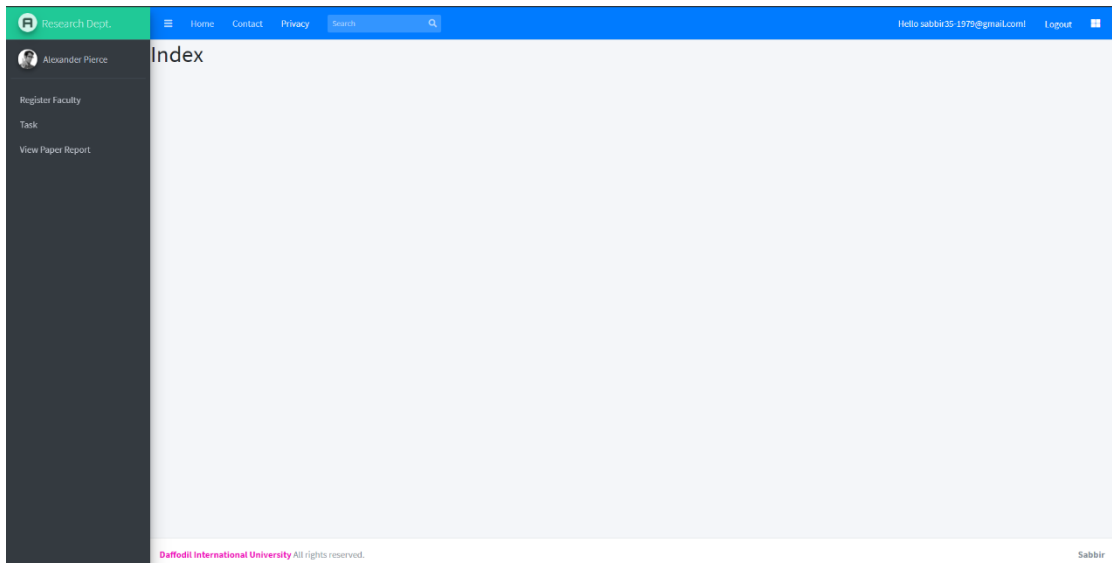 Research Dept.
Home Contact Privacy Search Hello sabbir35-1979@gmail.com! Logout
Alexander Pierce
Index
Register Faculty
Task
View Paper Report
Daffodil International University All rights reserved. Sabbir